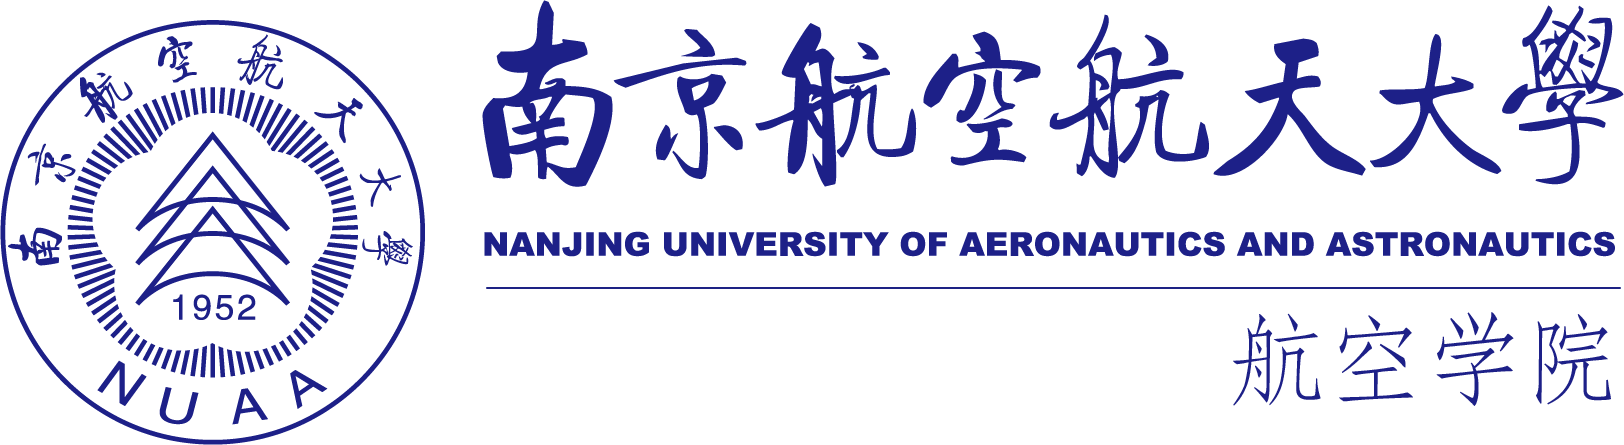 南京航空航天大學
1952
NUAA
南京航空航天大學
NANJING UNIVERSITY OF AERONAUTICS AND ASTRONAUTICS
航空学院